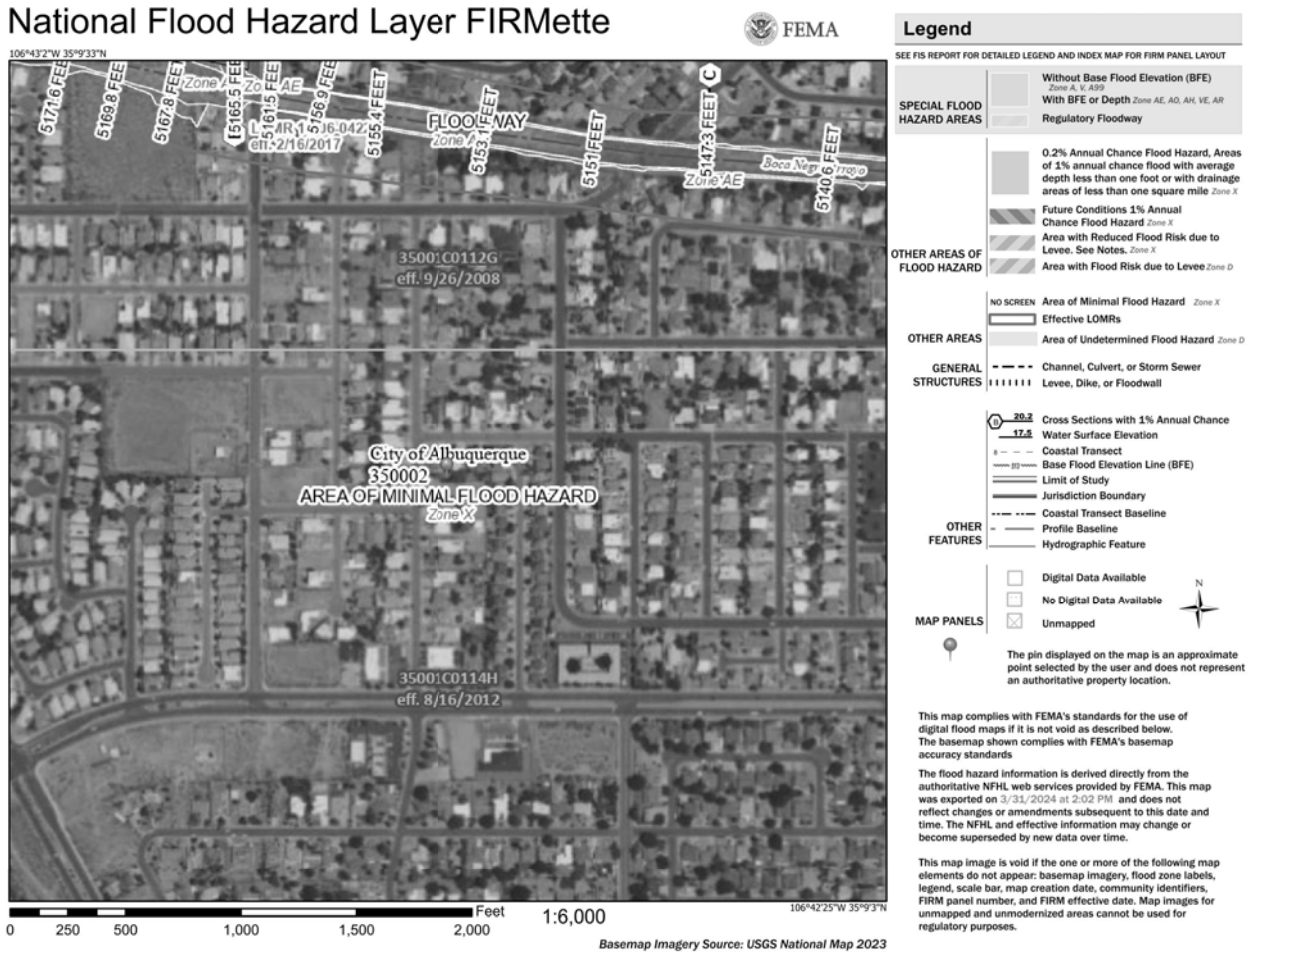 National Flood Hazard Layer FIRMette
FEMA
106°43'2"W 35°9'33"N
5171.6 FEET
5169.8 FEET
5167.8 FEET
Zone AE
Zone AE
5165.5 FEET
5161.5 FEET
5156.9 FEET
5155.4 FEET
eff. 2/16/2017
FLOODWAY
Zone
5151 FEET
C
5147.3 FEET
Zone AE
5140.6 FEET
35001C0112G
eff. 9/26/2008
City of Albuquerque
350002
AREA OF MINIMAL FLOOD HAZARD
Zone X
35001C0114H
eff. 8/16/2012
Feet
0 250 500 1,000 1,500 2,000
1:6,000
106°42'25"W 35°9'3"N
Basemap Imagery Source: USGS National Map 2023
Legend
SEE FIS REPORT FOR DETAILED LEGEND AND INDEX MAP FOR FIRM PANEL LAYOUT
SPECIAL FLOOD
HAZARD AREAS
Without Base Flood Elevation (BFE)
Zone A, V, A99
With BFE or Depth Zone AE, AO, AH, VE, AR
Regulatory Floodway
0.2% Annual Chance Flood Hazard, Areas
of 1% annual chance flood with average
depth less than one foot or with drainage
areas of less than one square mile Zone X
Future Conditions 1% Annual
Chance Flood Hazard Zone X
Area with Reduced Flood Risk due to
Levee. See Notes. Zone X
Area with Flood Risk due to Levee Zone D
OTHER AREAS OF
FLOOD HAZARD
NO SCREEN Area of Minimal Flood Hazard Zone X
Effective LOMRs
OTHER AREAS
Area of Undetermined Flood Hazard Zone D
GENERAL
STRUCTURES
Channel, Culvert, or Storm Sewer
Levee, Dike, or Floodwall
B 20.2 Cross Sections with 1% Annual Chance
17.5 Water Surface Elevation
8 Coastal Transect
Base Flood Elevation Line (BFE)
Limit of Study
Jurisdiction Boundary
Coastal Transect Baseline
OTHER
FEATURES
Profile Baseline
Hydrographic Feature
Digital Data Available
No Digital Data Available
Unmapped
MAP PANELS
N
The pin displayed on the map is an approximate
point selected by the user and does not represent
an authoritative property location.
This map complies with FEMA's standards for the use of
digital flood maps if it is not void as described below.
The basemap shown complies with FEMA's basemap
accuracy standards
The flood hazard information is derived directly from the
authoritative NFHL web services provided by FEMA. This map
was exported on 3/31/2024 at 2:02 PM and does not
reflect changes or amendments subsequent to this date and
time. The NFHL and effective information may change or
become superseded by new data over time.
This map image is void if the one or more of the following map
elements do not appear: basemap imagery, flood zone labels,
legend, scale bar, map creation date, community identifiers,
FIRM panel number, and FIRM effective date. Map images for
unmapped and unmodernized areas cannot be used for
regulatory purposes.